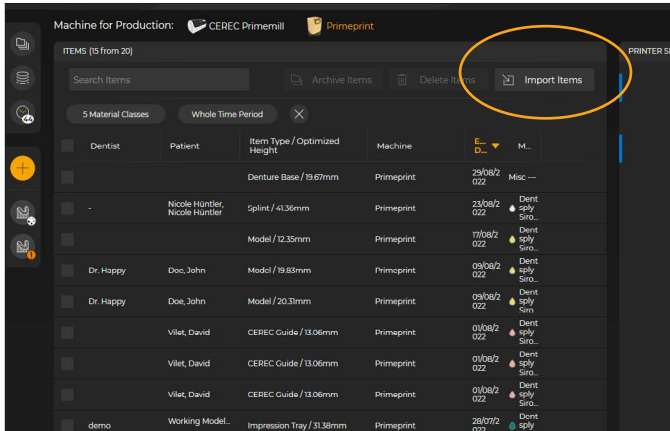 Machine for Production: CEREC Primemill Primeprint
ITEMS (15 from 20)
PRINTER S
Search Items Archive Items Delete Items Import Items
5 Material Classes Whole Time Period
Dentist Patient Item Type / Optimized Height Machine E... D... M...
Denture Base / 19.67mm Primeprint 29/08/2022 Misc ---
- Nicole Hüntler, Nicole Hüntler Splint / 41.36mm Primeprint 23/08/2022 Dentsply Siro...
Model / 12.35mm Primeprint 17/08/2022 Dentsply Siro...
Dr. Happy Doe, John Model / 19.83mm Primeprint 09/08/2022 Dentsply Siro...
Dr. Happy Doe, John Model / 20.31mm Primeprint 09/08/2022 Dentsply Siro
Vilet, David CEREC Guide / 13.06mm Primeprint 01/08/2022 Dentsply Siro...
Vilet, David CEREC Guide / 13.06mm Primeprint 01/08/2022 Dentsply Siro...
Vilet, David CEREC Guide / 13.06mm Primeprint 01/08/2022 Dentsply Siro...
demo Working Model... Impression Tray / 31.38mm Primeprint 28/07/2022 Dentsply
44
1